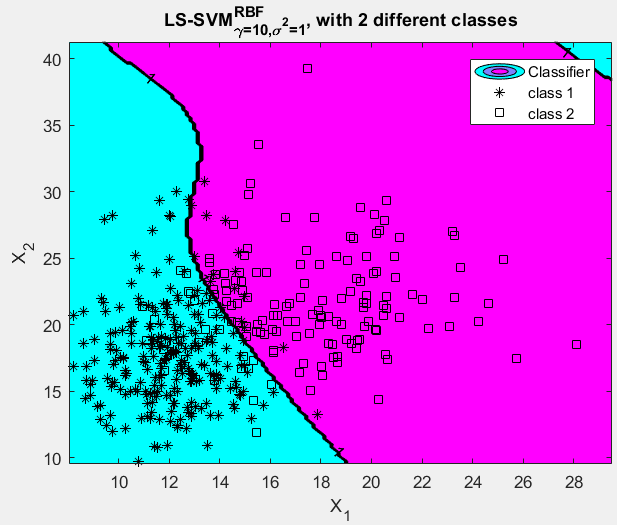 LS-SVM RBF γ=10,σ²=1, with 2 different classes
40
35
30
25
20
15
10
X₂
10 12 14 16 18 20 22 24 26 28
X₁
Classifier
class 1
class 2